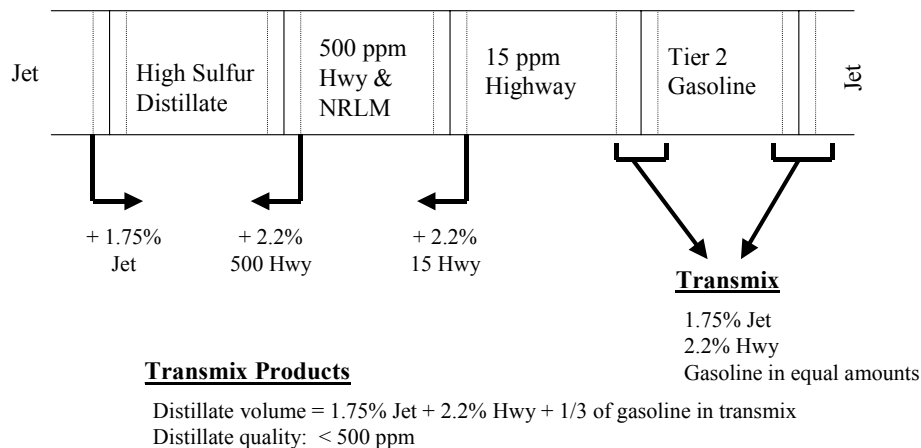 Jet
High Sulfur
Distillate
500 ppm
Hwy &
NRLM
15 ppm
Highway
Tier 2
Gasoline
Jet
+ 1.75%
Jet
+ 2.2%
500 Hwy
+ 2.2%
15 Hwy
Transmix
1.75% Jet
2.2% Hwy
Gasoline in equal amounts
Transmix Products
Distillate volume = 1.75% Jet + 2.2% Hwy + 1/3 of gasoline in transmix
Distillate quality: < 500 ppm